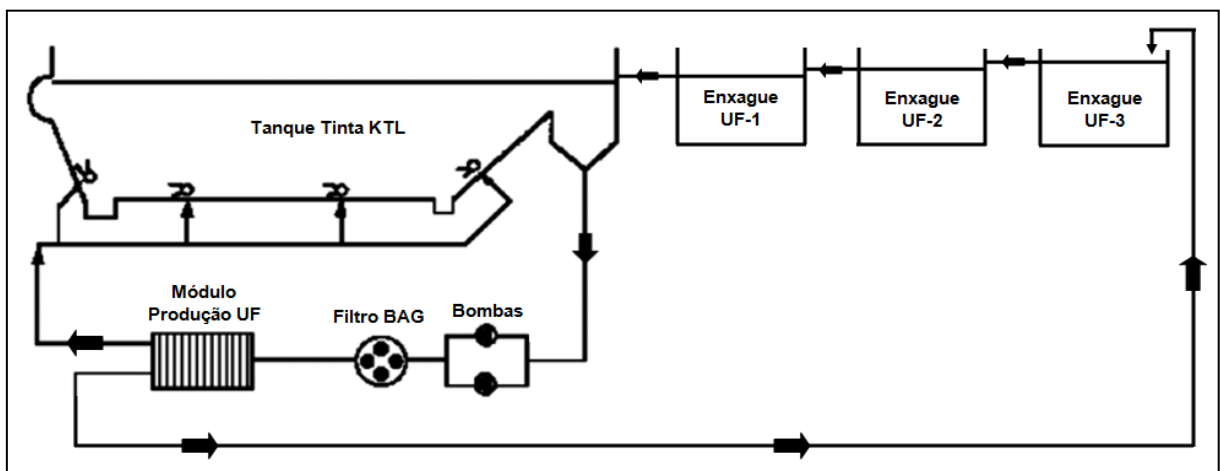 Tanque Tinta KTL
Enxague
UF-1
Enxague
UF-2
Enxague
UF-3
Módulo
Produção UF
Filtro BAG
Bombas